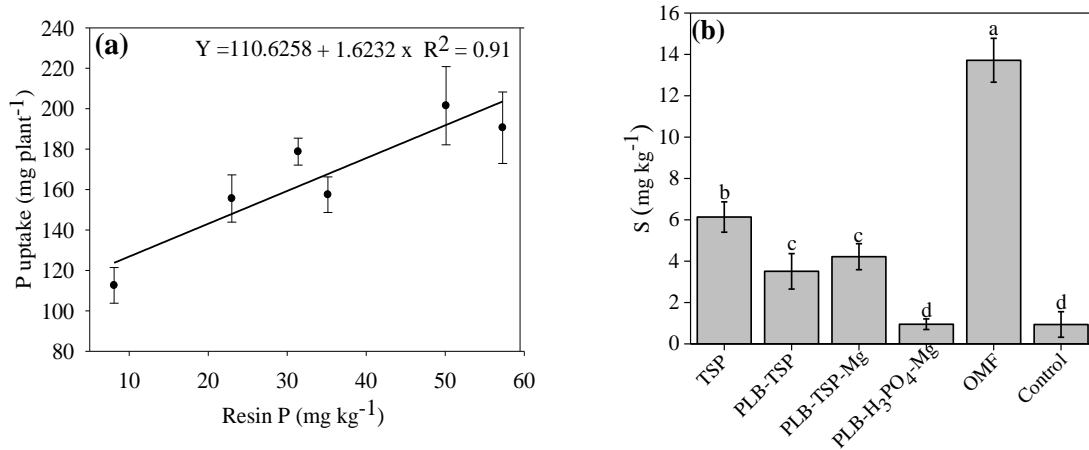 (a)
Y =110.6258 + 1.6232 x R² = 0.91
240
220
200
180
160
140
120
100
80
P uptake (mg plant⁻¹)
10
20
30
40
50
60
Resin P (mg kg⁻¹)
(b)
16
14
12
10
8
6
4
2
0
S (mg kg⁻¹)
b
c
c
d
a
d
TSP
PLB-TSP
PLB-TSP-Mg
PLB-H₃PO₄-Mg
OMF
Control